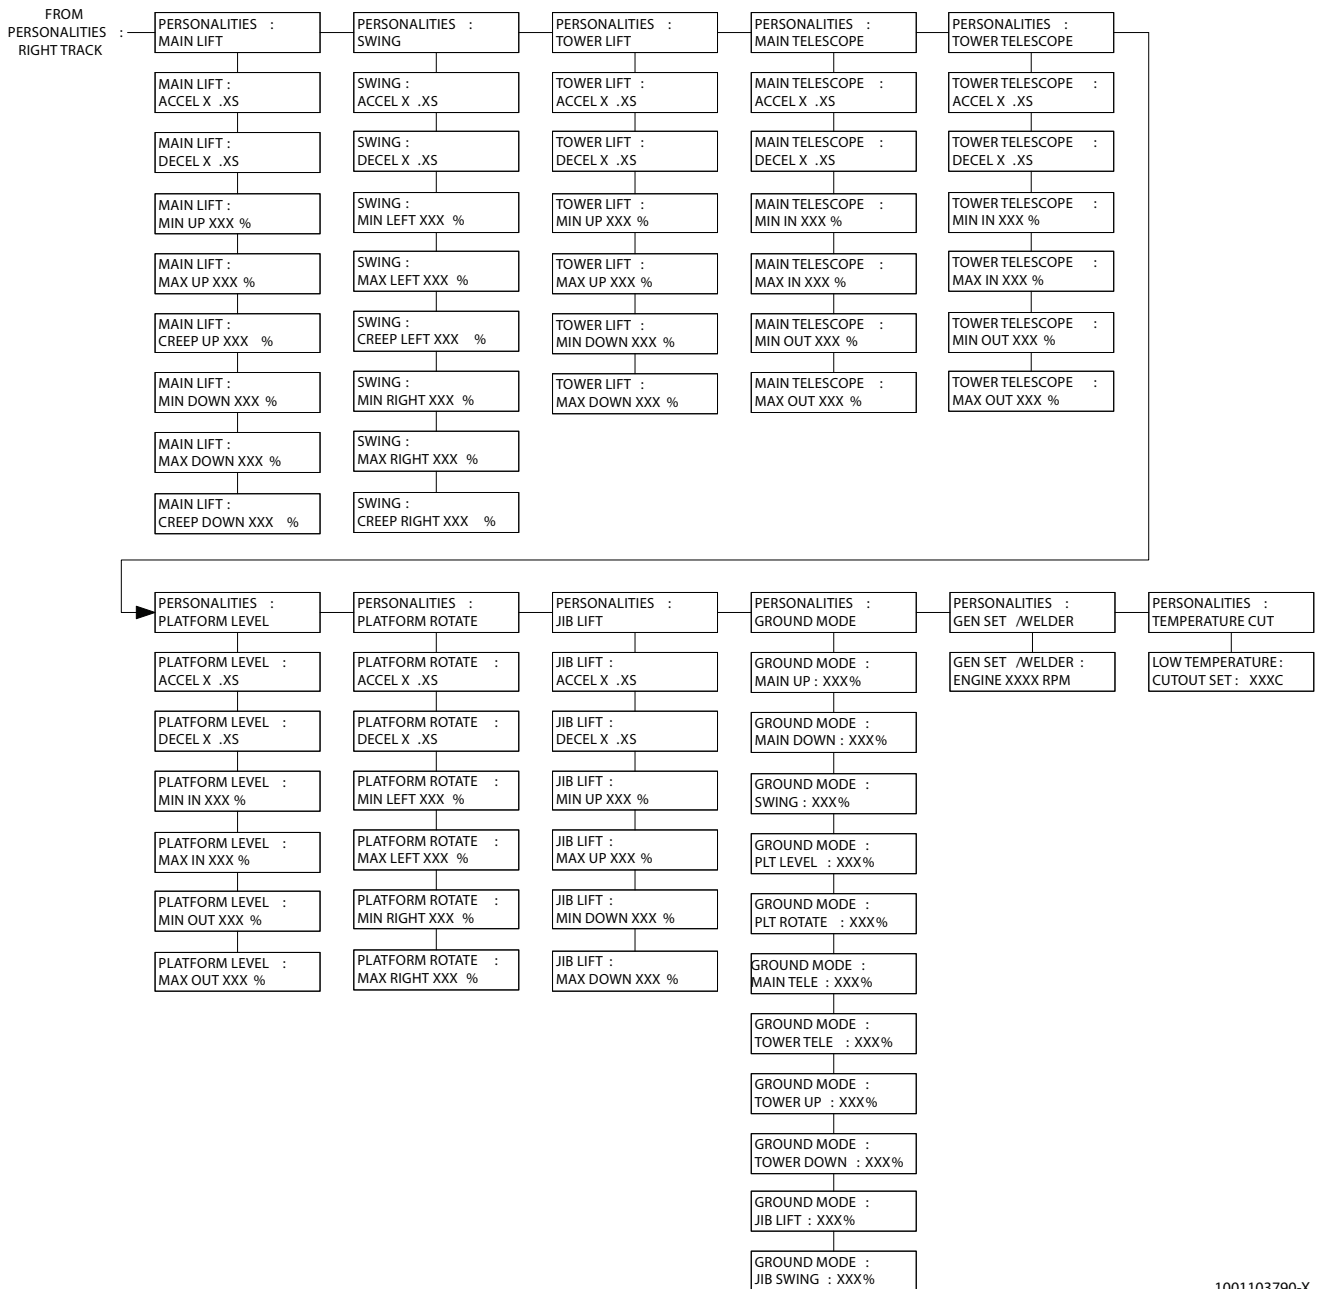 FROM
PERSONALITIES :
RIGHT TRACK
PERSONALITIES :
MAIN LIFT
MAIN LIFT :
ACCEL X .XS
MAIN LIFT :
DECEL X .XS
MAIN LIFT :
MIN UP XXX %
MAIN LIFT :
MAX UP XXX %
MAIN LIFT :
CREEP UP XXX %
MAIN LIFT :
MIN DOWN XXX %
MAIN LIFT :
MAX DOWN XXX %
MAIN LIFT :
CREEP DOWN XXX %
PERSONALITIES :
SWING
SWING :
ACCEL X .XS
SWING :
DECEL X .XS
SWING :
MIN LEFT XXX %
SWING :
MAX LEFT XXX %
SWING :
CREEP LEFT XXX %
SWING :
MIN RIGHT XXX %
SWING :
MAX RIGHT XXX %
SWING :
CREEP RIGHT XXX %
PERSONALITIES :
TOWER LIFT
TOWER LIFT :
ACCEL X .XS
TOWER LIFT :
DECEL X .XS
TOWER LIFT :
MIN UP XXX %
TOWER LIFT :
MAX UP XXX %
TOWER LIFT :
MIN DOWN XXX %
TOWER LIFT :
MAX DOWN XXX %
PERSONALITIES :
MAIN TELESCOPE
MAIN TELESCOPE :
ACCEL X .XS
MAIN TELESCOPE :
DECEL X .XS
MAIN TELESCOPE :
MIN IN XXX %
MAIN TELESCOPE :
MAX IN XXX %
MAIN TELESCOPE :
MIN OUT XXX %
MAIN TELESCOPE :
MAX OUT XXX %
PERSONALITIES :
TOWER TELESCOPE
TOWER TELESCOPE :
ACCEL X .XS
TOWER TELESCOPE :
DECEL X .XS
TOWER TELESCOPE :
MIN IN XXX %
TOWER TELESCOPE :
MAX IN XXX %
TOWER TELESCOPE :
MIN OUT XXX %
TOWER TELESCOPE :
MAX OUT XXX %
PERSONALITIES :
PLATFORM LEVEL
PLATFORM LEVEL :
ACCEL X .XS
PLATFORM LEVEL :
DECEL X .XS
PLATFORM LEVEL :
MIN IN XXX %
PLATFORM LEVEL :
MAX IN XXX %
PLATFORM LEVEL :
MIN OUT XXX %
PLATFORM LEVEL :
MAX OUT XXX %
PERSONALITIES :
PLATFORM ROTATE
PLATFORM ROTATE :
ACCEL X .XS
PLATFORM ROTATE :
DECEL X .XS
PLATFORM ROTATE :
MIN LEFT XXX %
PLATFORM ROTATE :
MAX LEFT XXX %
PLATFORM ROTATE :
MIN RIGHT XXX %
PLATFORM ROTATE :
MAX RIGHT XXX %
PERSONALITIES :
JIB LIFT
JIB LIFT :
ACCEL X .XS
JIB LIFT :
DECEL X .XS
JIB LIFT :
MIN UP XXX %
JIB LIFT :
MAX UP XXX %
JIB LIFT :
MIN DOWN XXX %
JIB LIFT :
MAX DOWN XXX %
PERSONALITIES :
GROUND MODE
GROUND MODE :
MAIN UP : XXX%
GROUND MODE :
MAIN DOWN : XXX%
GROUND MODE :
SWING : XXX%
GROUND MODE :
PLT LEVEL : XXX%
GROUND MODE :
PLT ROTATE : XXX%
GROUND MODE :
MAIN TELE : XXX%
GROUND MODE :
TOWER TELE : XXX%
GROUND MODE :
TOWER UP : XXX%
GROUND MODE :
TOWER DOWN : XXX%
GROUND MODE :
JIB LIFT : XXX%
GROUND MODE :
JIB SWING : XXX%
PERSONALITIES :
GEN SET /WELDER
GEN SET /WELDER :
ENGINE XXXX RPM
PERSONALITIES :
TEMPERATURE CUT
LOW TEMPERATURE :
CUTOUT SET : XXXC
1001103790-X